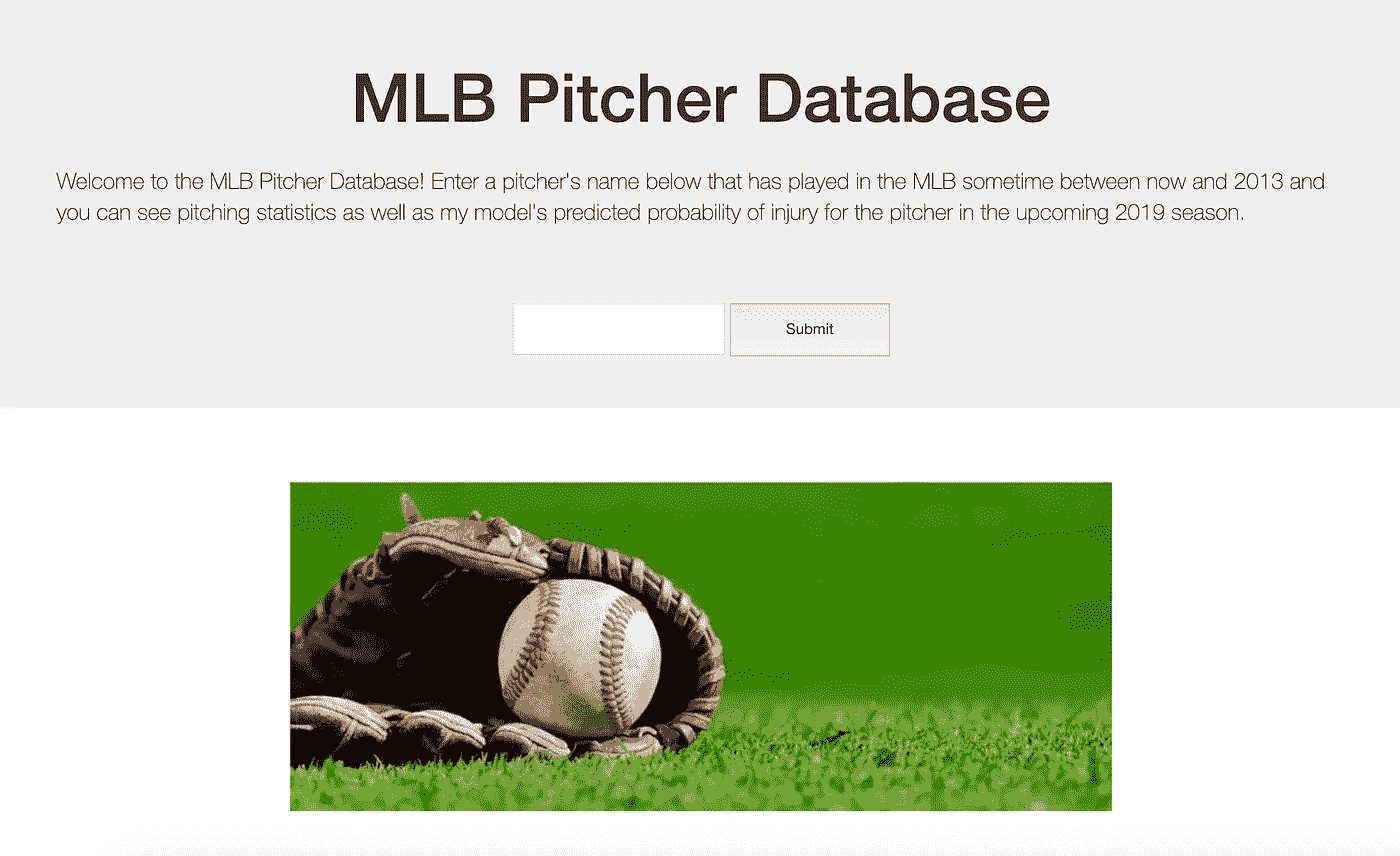 MLB Pitcher Database
Welcome to the MLB Pitcher Database! Enter a pitcher's name below that has played in the MLB sometime between now and 2013 and
you can see pitching statistics as well as my model's predicted probability of injury for the pitcher in the upcoming 2019 season.
Submit